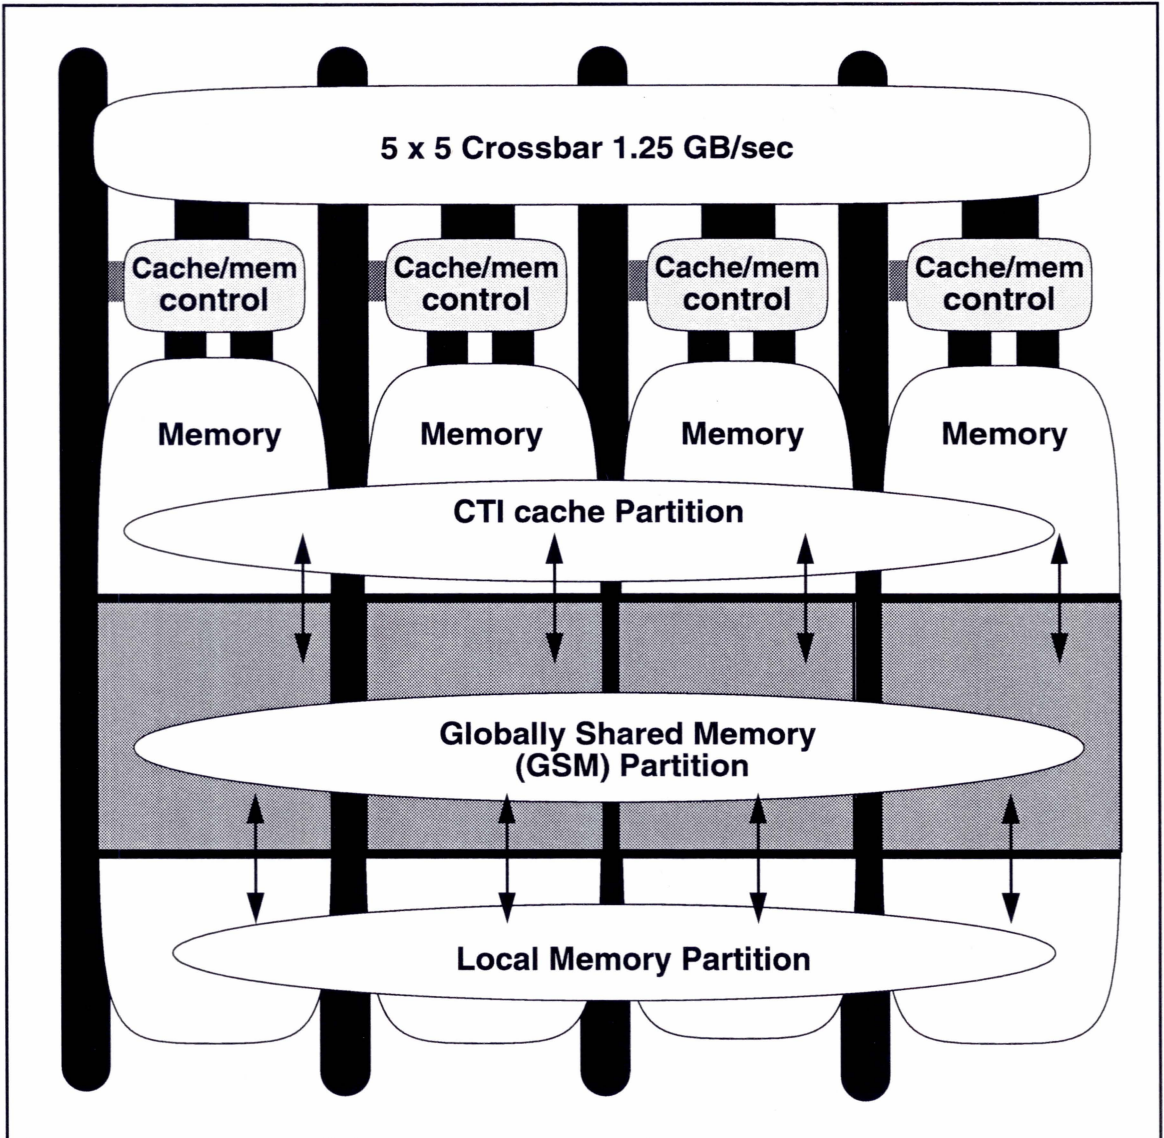 5 x 5 Crossbar 1.25 GB/sec
Cache/mem
control
Cache/mem
control
Cache/mem
control
Cache/mem
control
Memory
Memory
Memory
Memory
CTI cache Partition
Globally Shared Memory
(GSM) Partition
Local Memory Partition